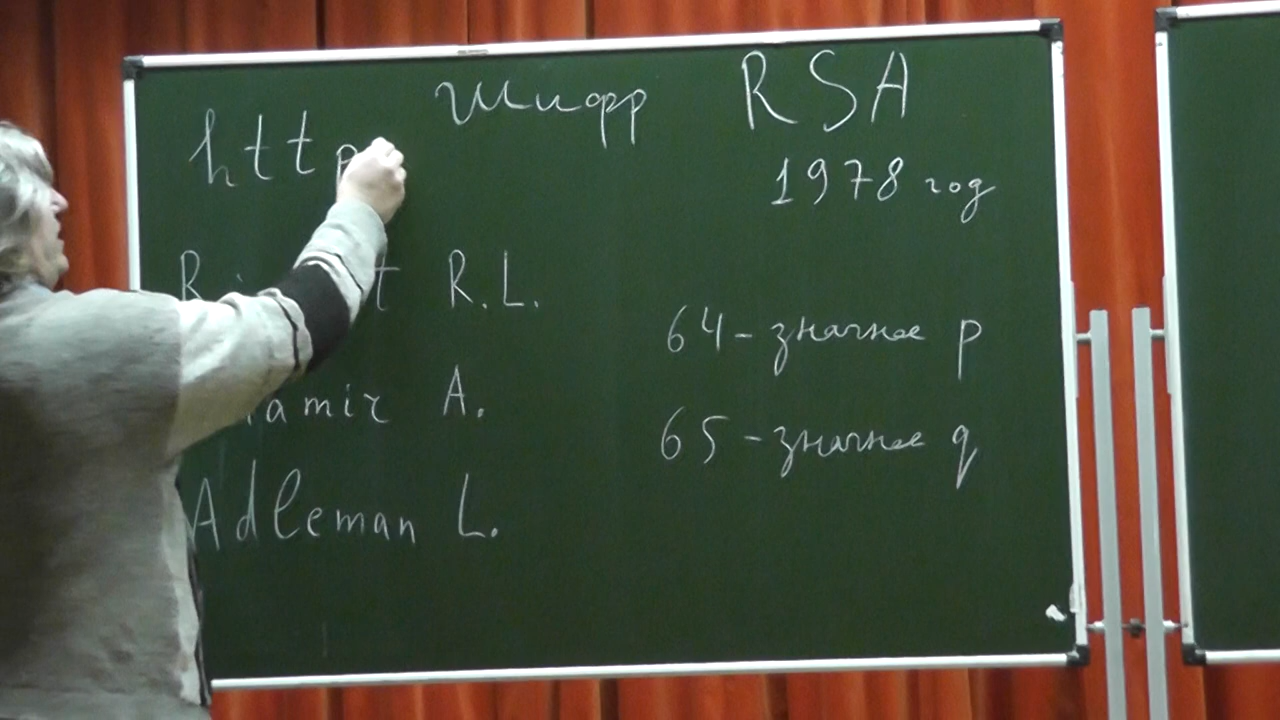 http
Шифр RSA
1978 год
R.L.
64-значное p
A.
65-значное q
Adleman L.